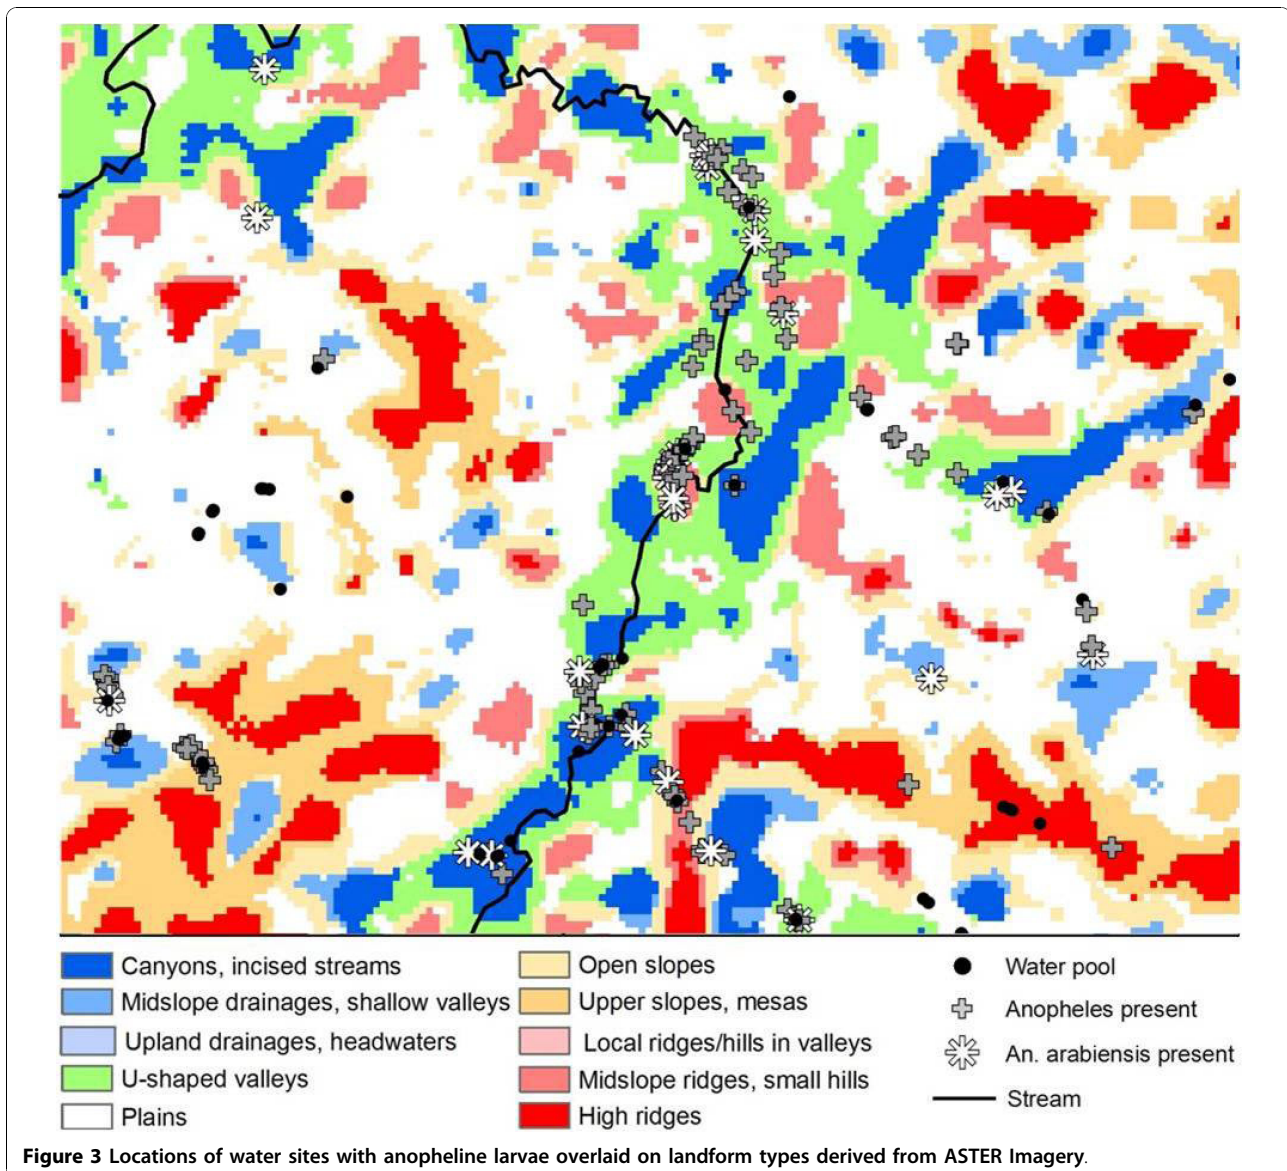 Canyons, incised streams
Midslope drainages, shallow valleys
Upland drainages, headwaters
U-shaped valleys
Plains
Open slopes
Upper slopes, mesas
Local ridges/hills in valleys
Midslope ridges, small hills
High ridges
Water pool
Anopheles present
An. arabiensis present
Stream
Figure 3 Locations of water sites with anopheline larvae overlaid on landform types derived from ASTER Imagery.